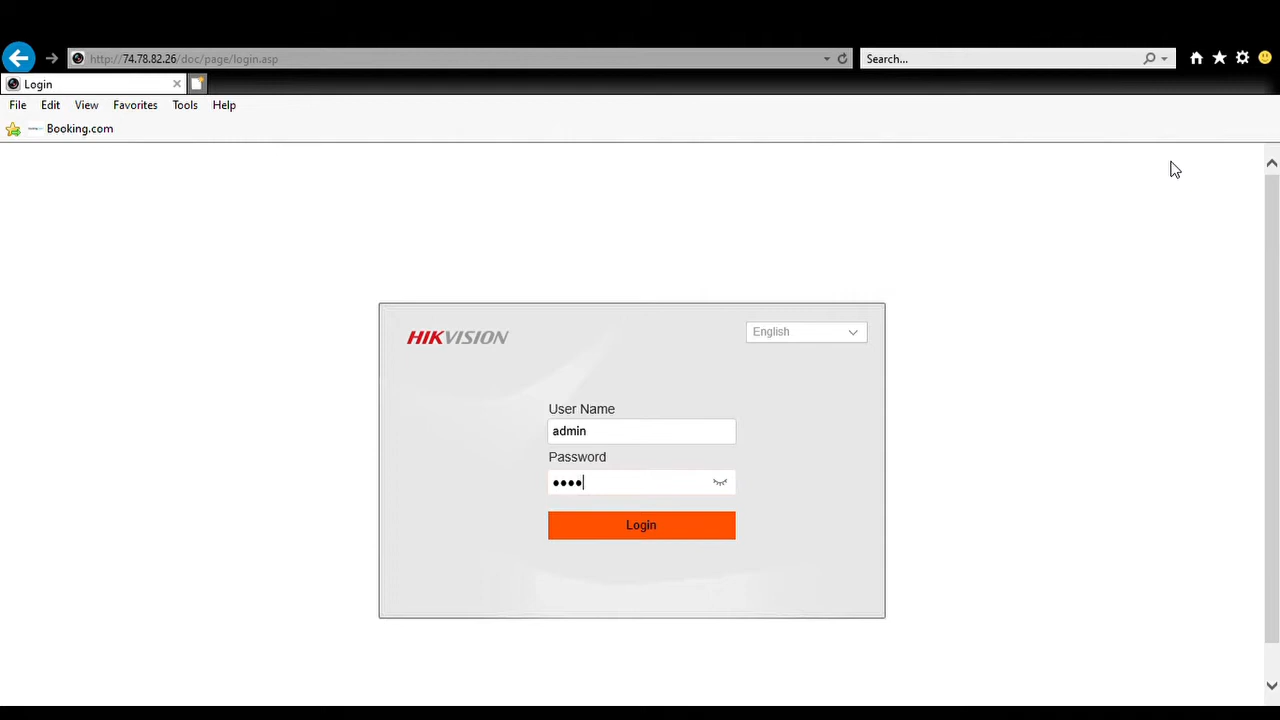 http://74.78.82.26/doc/page/login.asp
Search...
Login
File Edit View Favorites Tools Help
Booking.com
HIKVISION
English
User Name
admin
Password
••••
Login